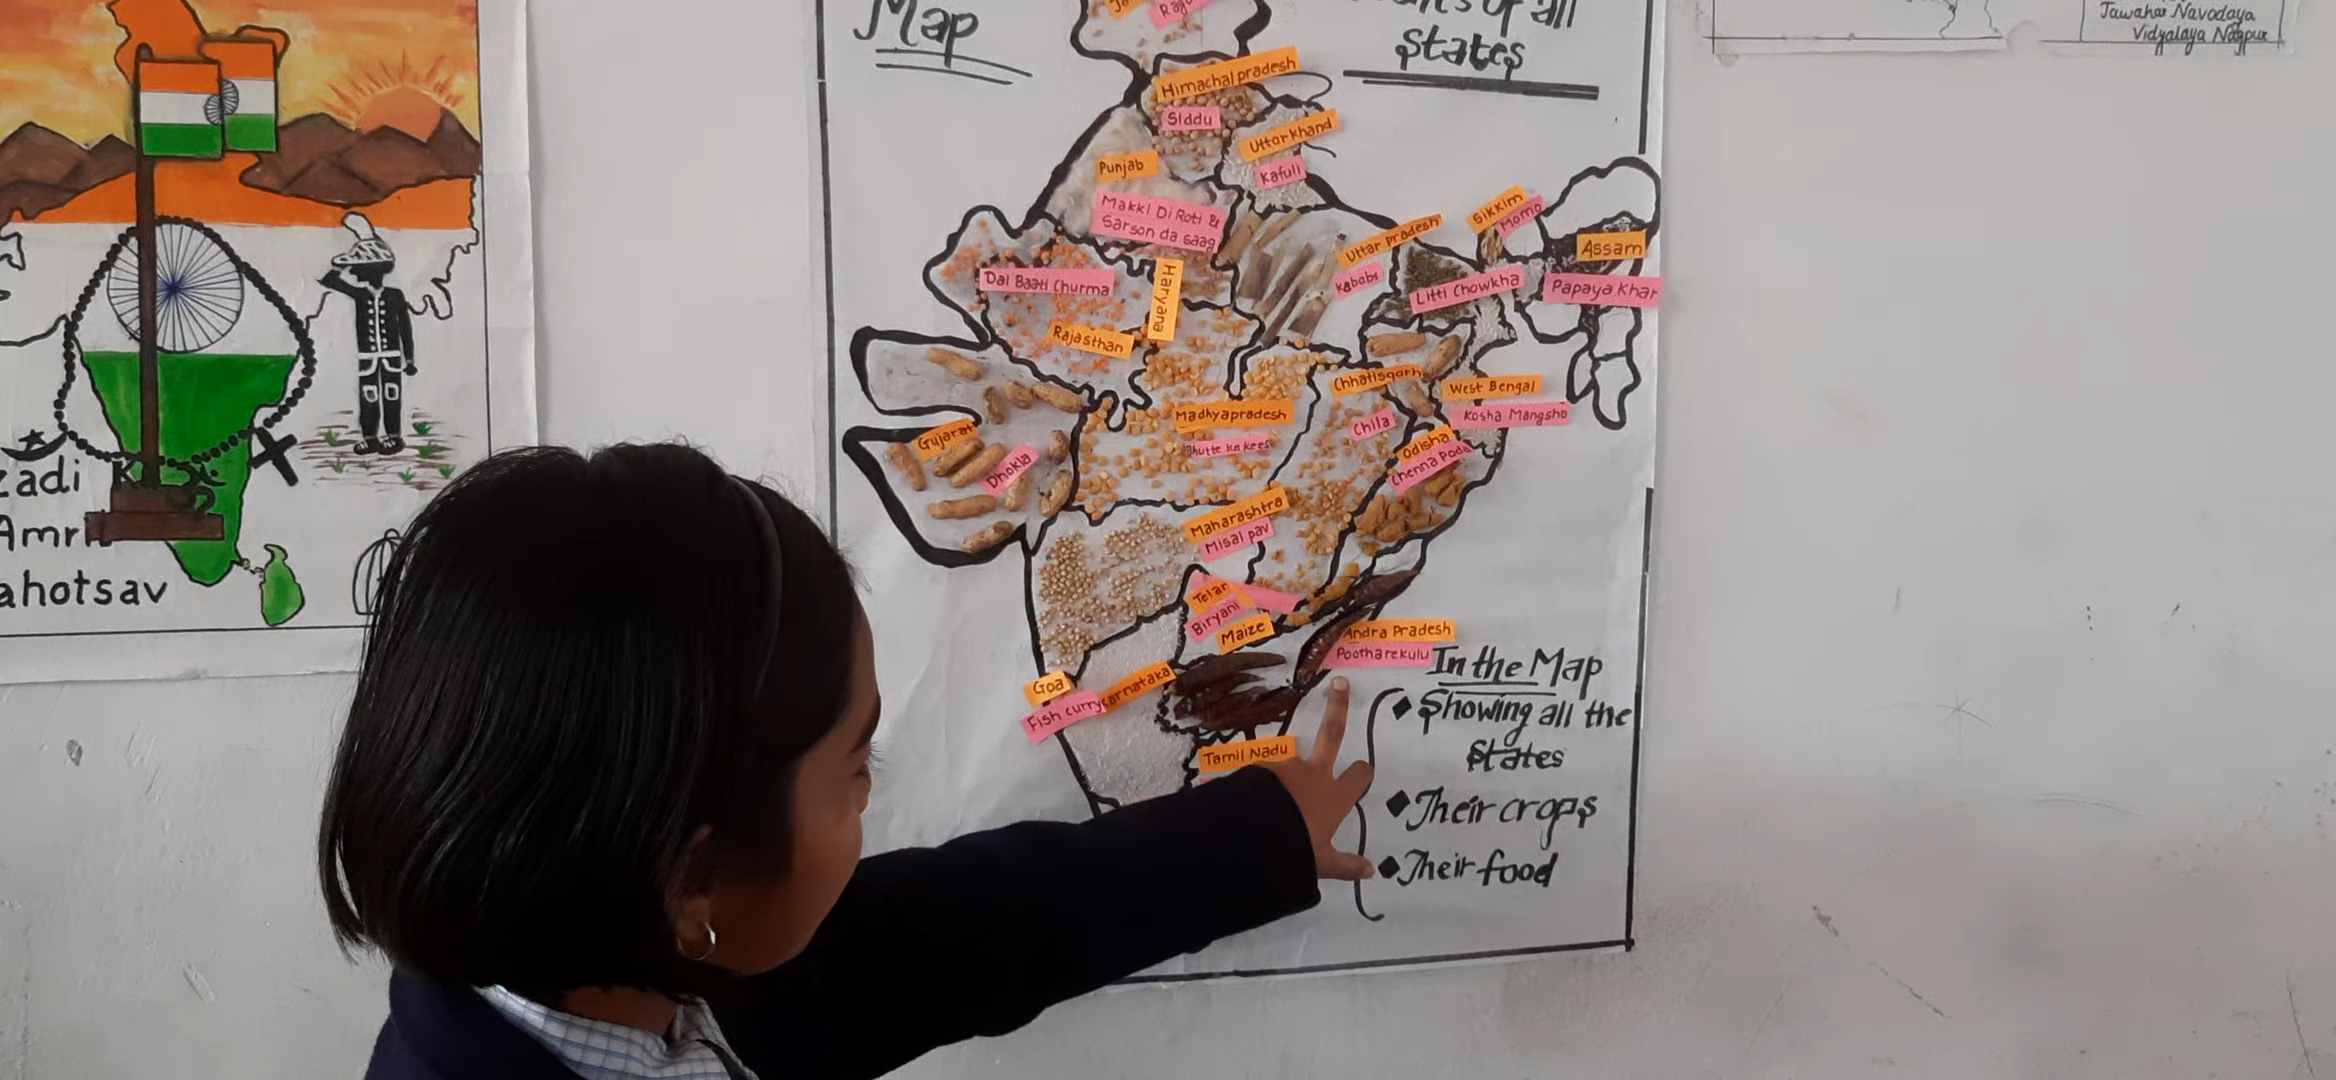 Map
of all
states
Jawahar Navodaya
Vidyalaya Nagpur
Himachal pradesh
Siddu
Uttarkhand
Kafuli
Punjab
Makki Di Roti &
Sarson da saag
Sikkim
Momo
Uttar pradesh
Kababs
Assam
Papaya Khar
Litti Chowkha
Haryana
Dal Baati Churma
Rajasthan
Chhatisgarh
Chilla
West Bengal
Kosha Mangsho
Madhyapradesh
Bhutte ka kees
Gujarat
Dhokla
Odisha
Chenna Poda
Maharashtra
Misal pav
Telan
Biryani
Maize
Andra Pradesh
Pootharekulu
Goa
Fish curry
Karnataka
Tamil Nadu
In the Map
Showing all the
States
Their crops
Their food
zadi
Amri
ahotsav